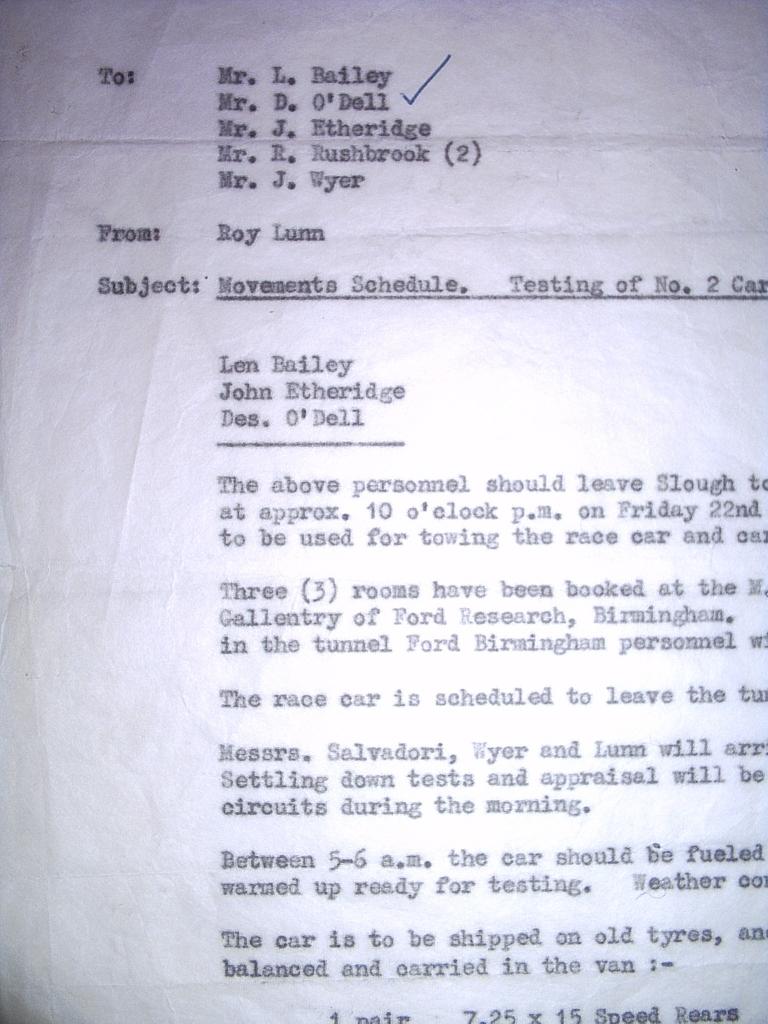 To: Mr. L. Bailey
Mr. D. O'Dell
Mr. J. Etheridge
Mr. R. Rushbrook (2)
Mr. J. Wyer
From: Roy Lunn
Subject: Movements Schedule. Testing of No. 2 Car
Len Bailey
John Etheridge
Des. O'Dell
The above personnel should leave Slough to
at approx. 10 o'clock p.m. on Friday 22nd
to be used for towing the race car and car
Three (3) rooms have been booked at the M.
Gallentry of Ford Research, Birmingham.
in the tunnel Ford Birmingham personnel wi
The race car is scheduled to leave the tun
Messrs. Salvadori, Wyer and Lunn will arri
Settling down tests and appraisal will be
circuits during the morning.
Between 5-6 a.m. the car should be fueled
warmed up ready for testing. Weather con
The car is to be shipped on old tyres, and
balanced and carried in the van :-
1 pair 7.25 x 15 Speed Rears